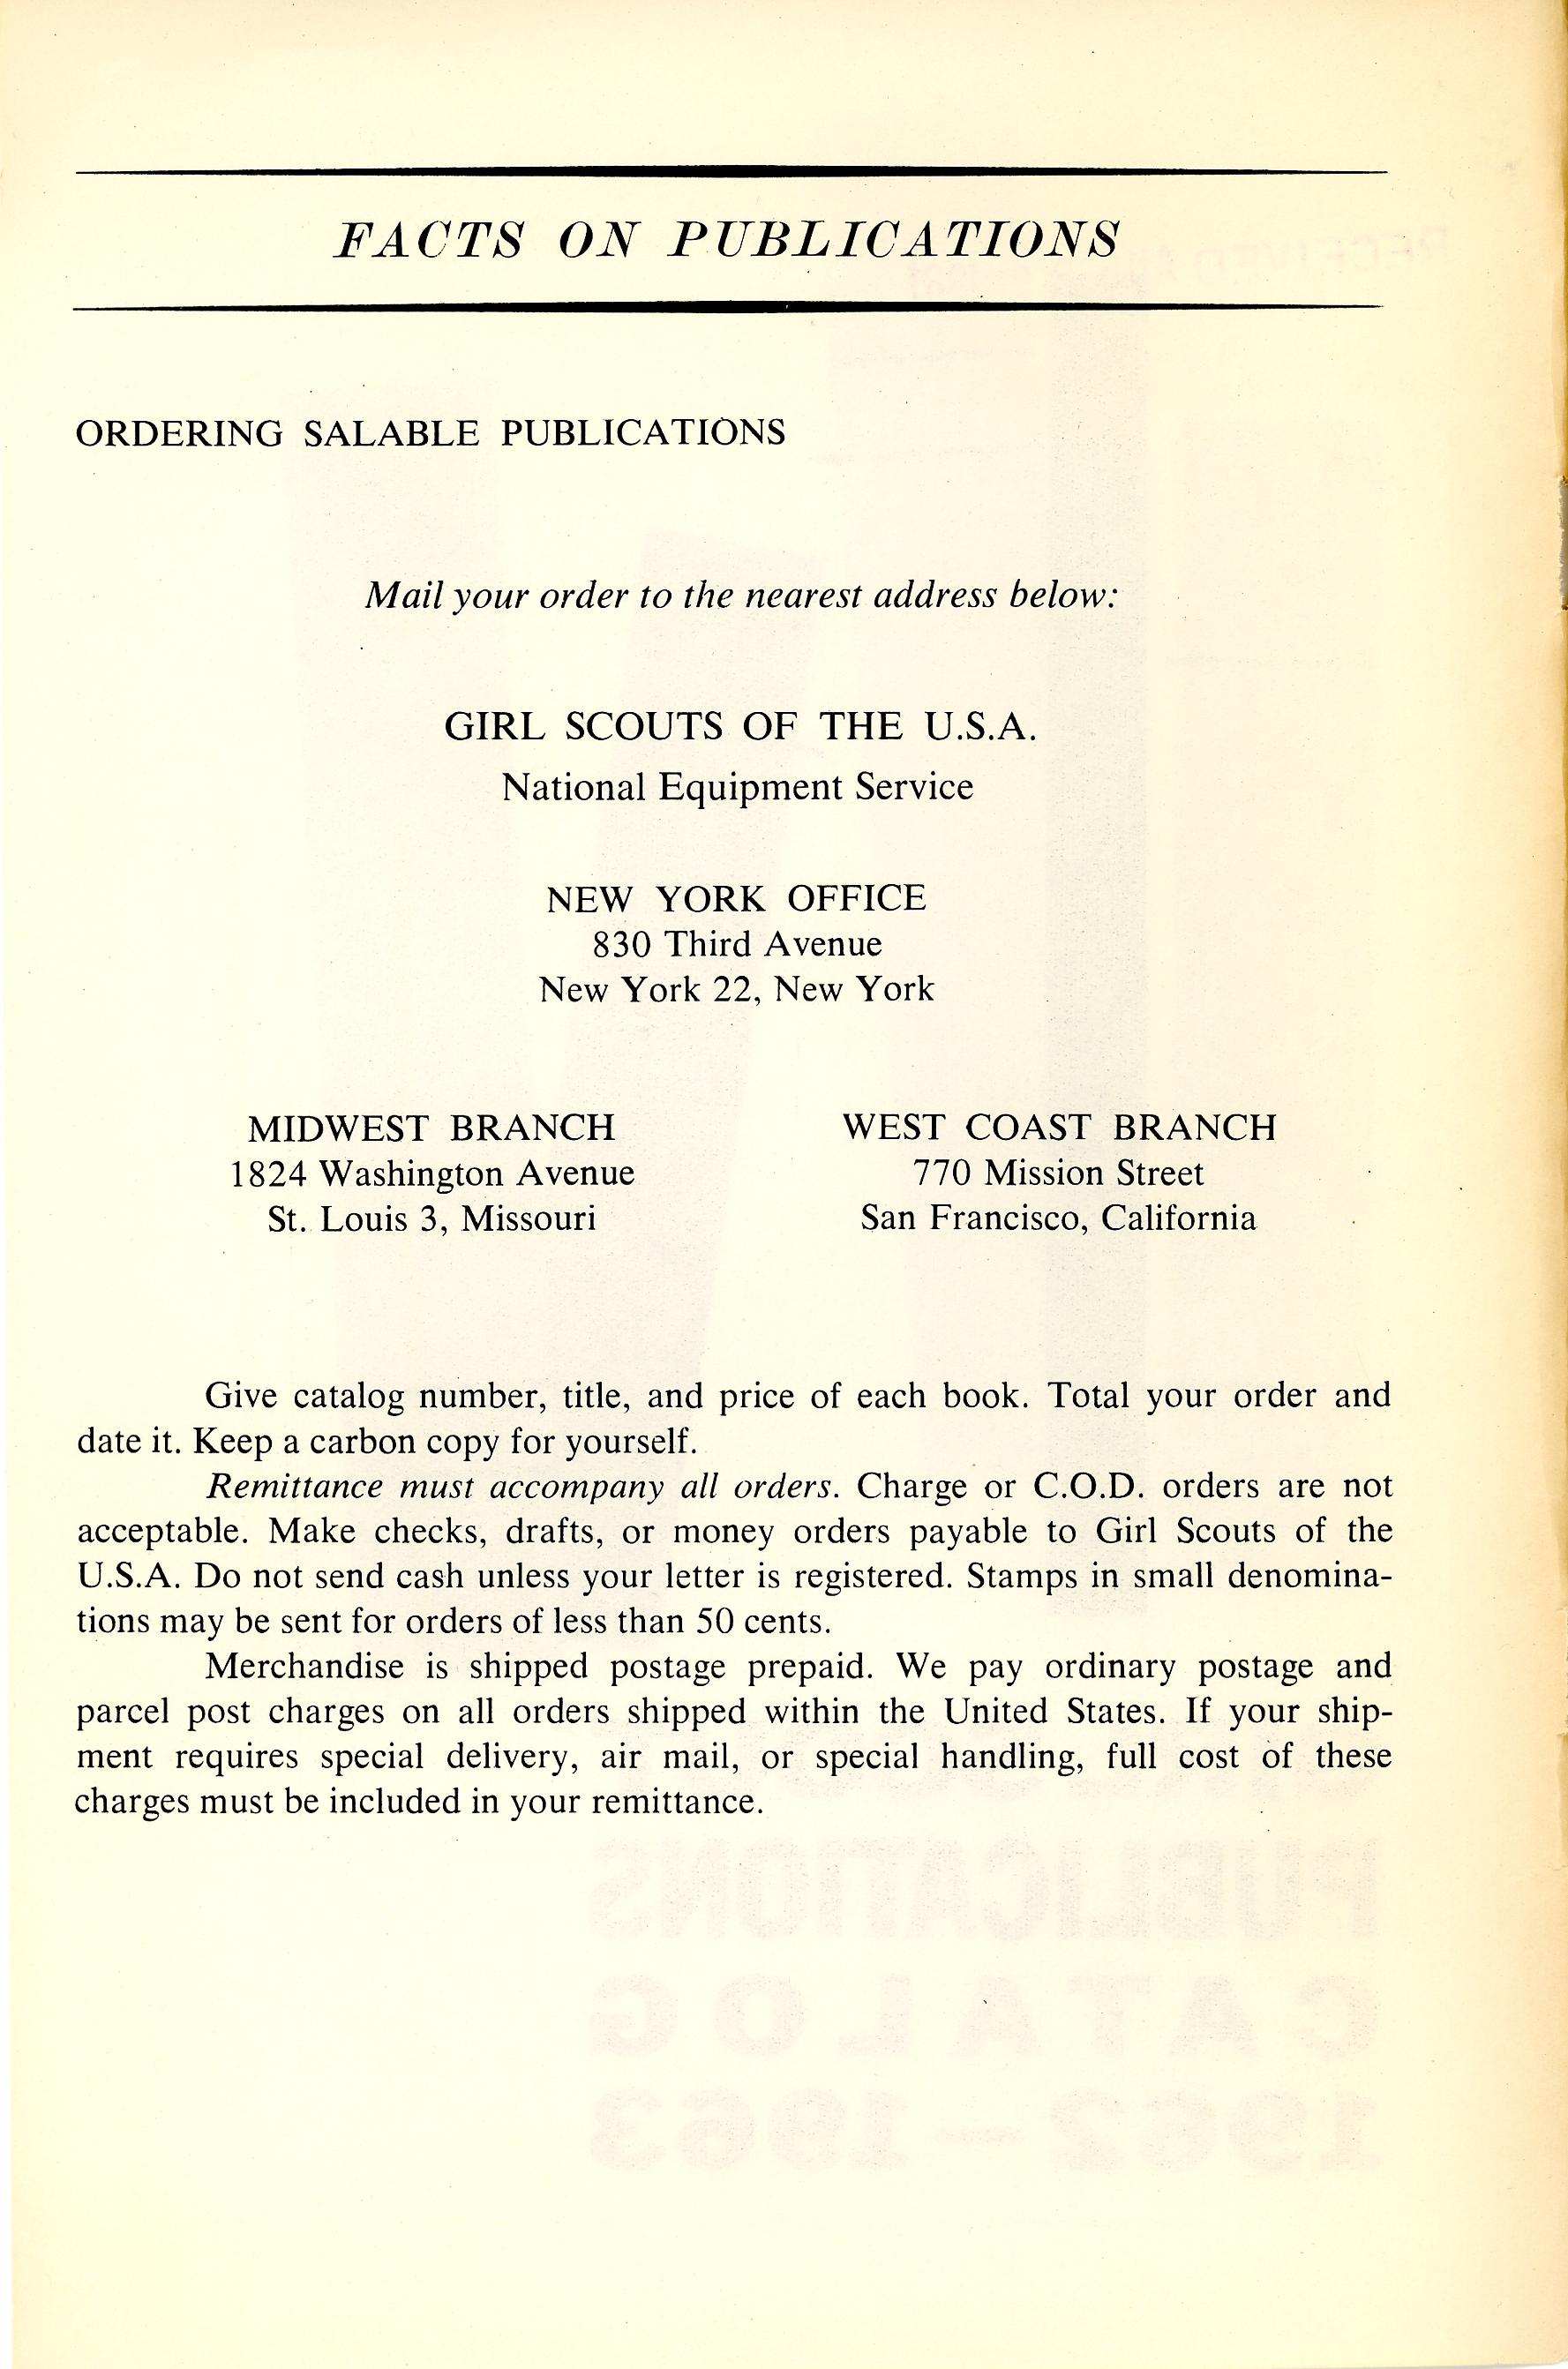 FACTS ON PUBLICATIONS
ORDERING SALABLE PUBLICATIONS
Mail your order to the nearest address below:
GIRL SCOUTS OF THE U.S.A.
National Equipment Service
NEW YORK OFFICE
830 Third Avenue
New York 22, New York
MIDWEST BRANCH
1824 Washington Avenue
St. Louis 3, Missouri
WEST COAST BRANCH
770 Mission Street
San Francisco, California
Give catalog number, title, and price of each book. Total your order and
date it. Keep a carbon copy for yourself.
Remittance must accompany all orders. Charge or C.O.D. orders are not
acceptable. Make checks, drafts, or money orders payable to Girl Scouts of the
U.S.A. Do not send cash unless your letter is registered. Stamps in small denomina-
tions may be sent for orders of less than 50 cents.
Merchandise is shipped postage prepaid. We pay ordinary postage and
parcel post charges on all orders shipped within the United States. If your ship-
ment requires special delivery, air mail, or special handling, full cost of these
charges must be included in your remittance.
PUBLICATIONS
CATALOG
1962-1963